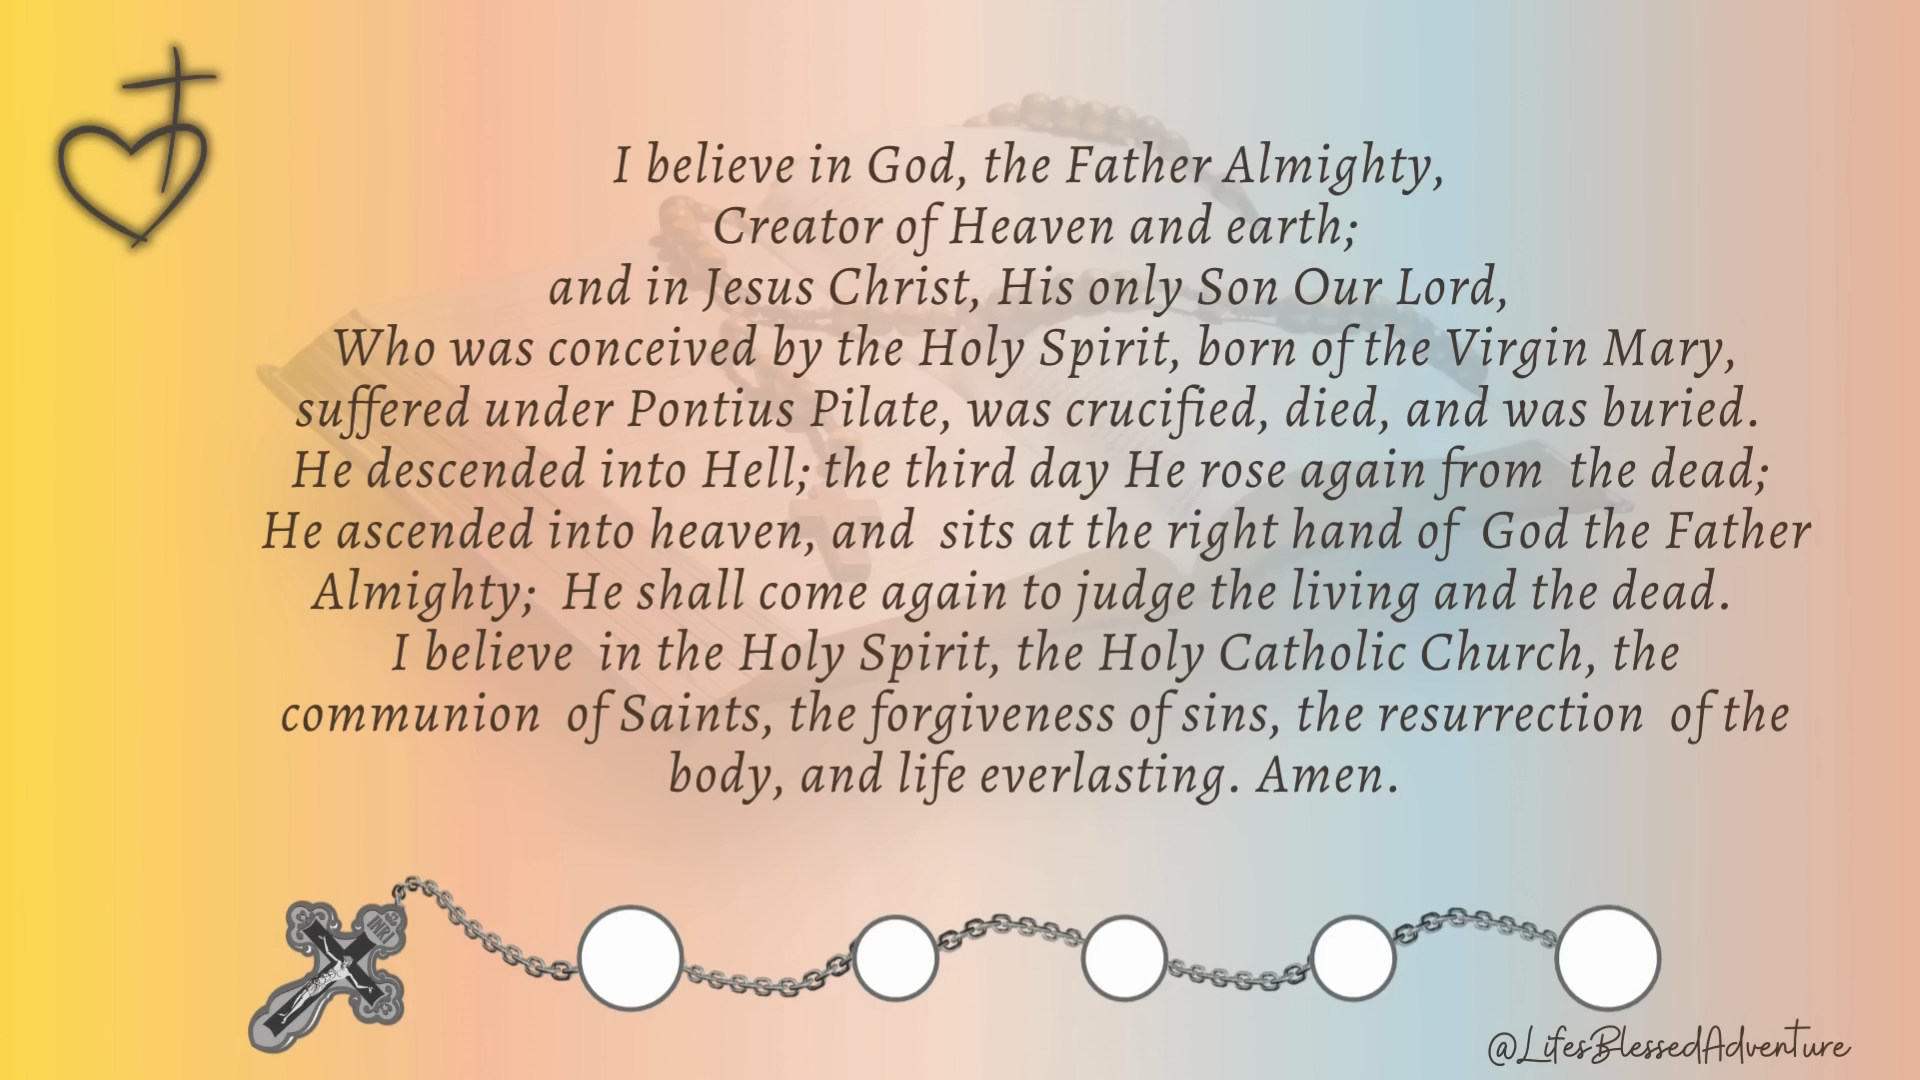 I believe in God, the Father Almighty,
Creator of Heaven and earth;
and in Jesus Christ, His only Son Our Lord,
Who was conceived by the Holy Spirit, born of the Virgin Mary,
suffered under Pontius Pilate, was crucified, died, and was buried.
He descended into Hell; the third day He rose again from the dead;
He ascended into heaven, and sits at the right hand of God the Father
Almighty; He shall come again to judge the living and the dead.
I believe in the Holy Spirit, the Holy Catholic Church, the
communion of Saints, the forgiveness of sins, the resurrection of the
body, and life everlasting. Amen.
INRI
@LifesBlessedAdventure